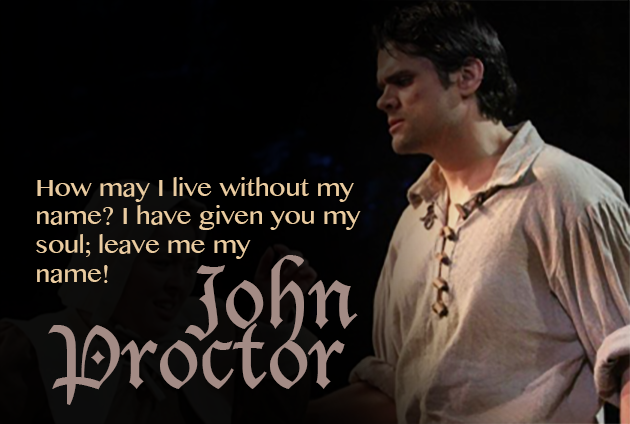 How may I live without my
name? I have given you my
soul; leave me my
name!
John
Proctor